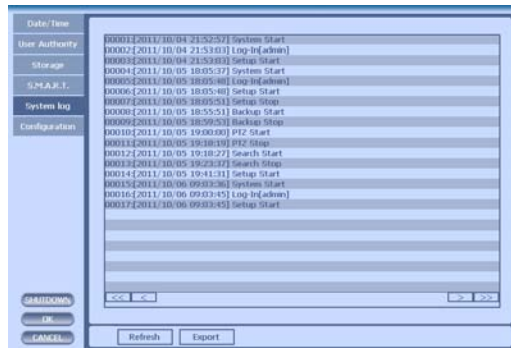 Date/Time
User Authority
Storage
S.M.A.R.T.
System log
Configuration
00001:[2011/10/04 21:52:57] System Start
00002:[2011/10/04 21:53:03] Log-In[admin]
00003:[2011/10/04 21:53:03] Setup Start
00004:[2011/10/05 18:05:37] System Start
00005:[2011/10/05 18:05:48] Log-In[admin]
00006:[2011/10/05 18:05:48] Setup Start
00007:[2011/10/05 18:05:51] Setup Stop
00008:[2011/10/05 18:55:51] Backup Start
00009:[2011/10/05 18:59:53] Backup Stop
00010:[2011/10/05 19:00:00] PTZ Start
00011:[2011/10/05 19:18:19] PTZ Stop
00012:[2011/10/05 19:18:27] Search Start
00013:[2011/10/05 19:23:37] Search Stop
00014:[2011/10/05 19:41:31] Setup Start
00015:[2011/10/06 09:03:36] System Start
00016:[2011/10/06 09:03:45] Log-In[admin]
00017:[2011/10/06 09:03:45] Setup Start
<< < > >>
SHUTDOWN
OK
CANCEL
Refresh Export